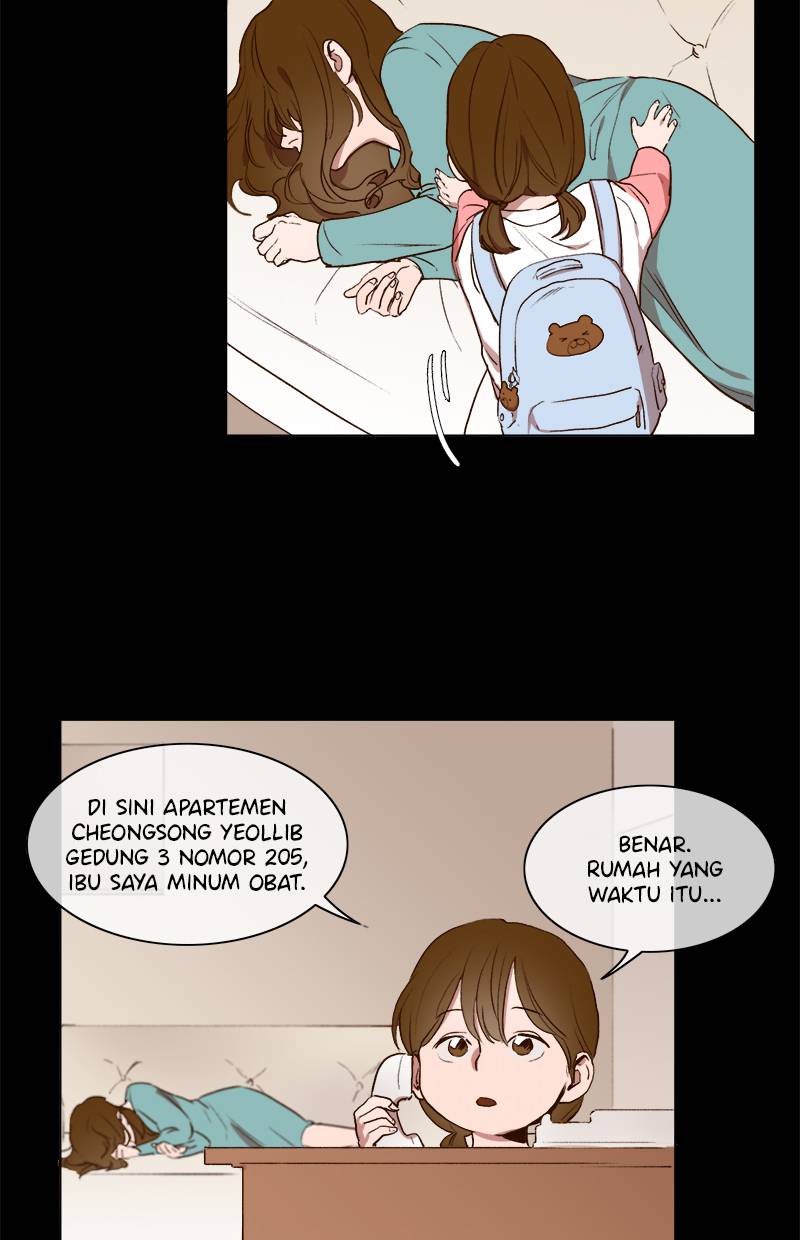 DI SINI APARTEMEN
CHEONGSONG YEOLLIB
GEDUNG 3 NOMOR 205,
IBU SAYA MINUM OBAT.
BENAR.
RUMAH YANG
WAKTU ITU...